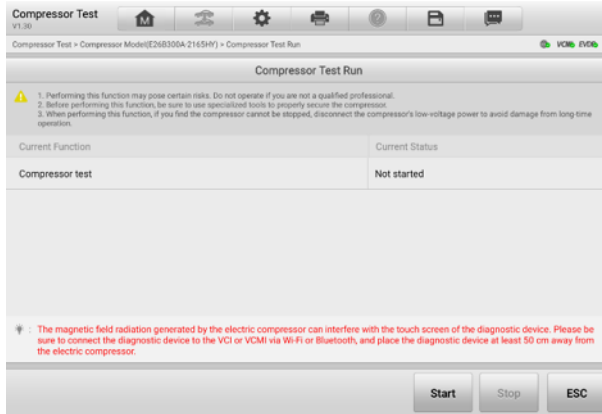 Compressor Test
V1.30
M
Compressor Test > Compressor Model(E26B300A-2165HY) > Compressor Test Run
VCMI EVDI
Compressor Test Run
1. Performing this function may pose certain risks. Do not operate if you are not a qualified professional.
2. Before performing this function, be sure to use specialized tools to properly secure the compressor.
3. When performing this function, if you find the compressor cannot be stopped, disconnect the compressor's low-voltage power to avoid damage from long-time
operation.
Current Function Current Status
Compressor test Not started
: The magnetic field radiation generated by the electric compressor can interfere with the touch screen of the diagnostic device. Please be
sure to connect the diagnostic device to the VCI or VCMI via Wi-Fi or Bluetooth, and place the diagnostic device at least 50 cm away from
the electric compressor.
Start Stop ESC